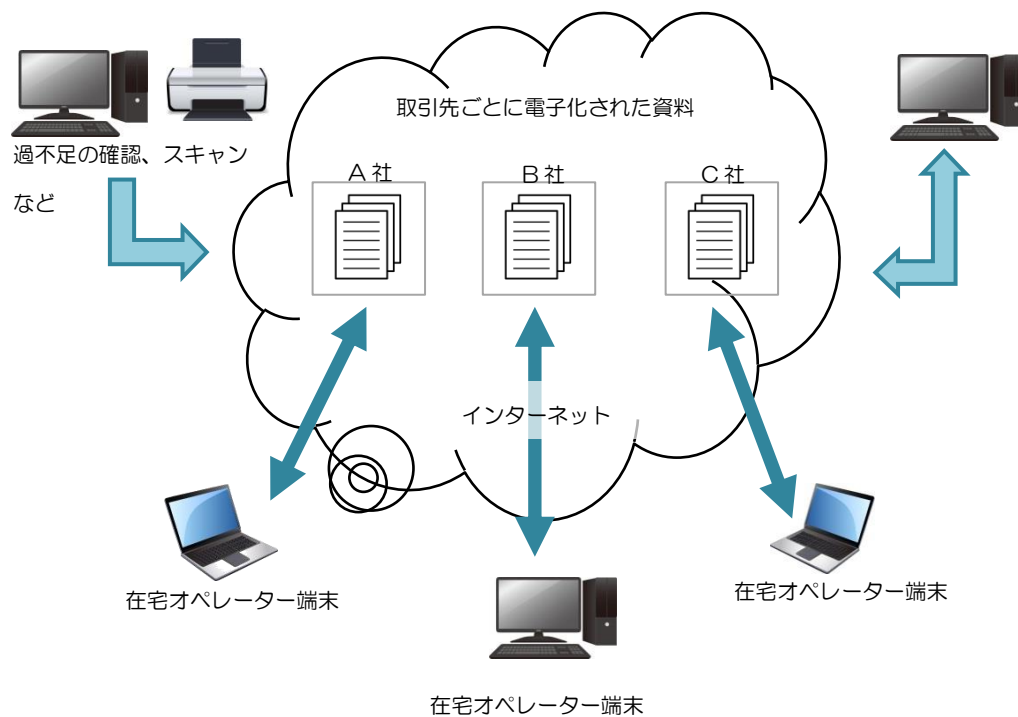 取引先ごとに電子化された資料
過不足の確認、スキャン
など
A 社
B 社
C 社
インターネット
在宅オペレーター端末
在宅オペレーター端末
在宅オペレーター端末